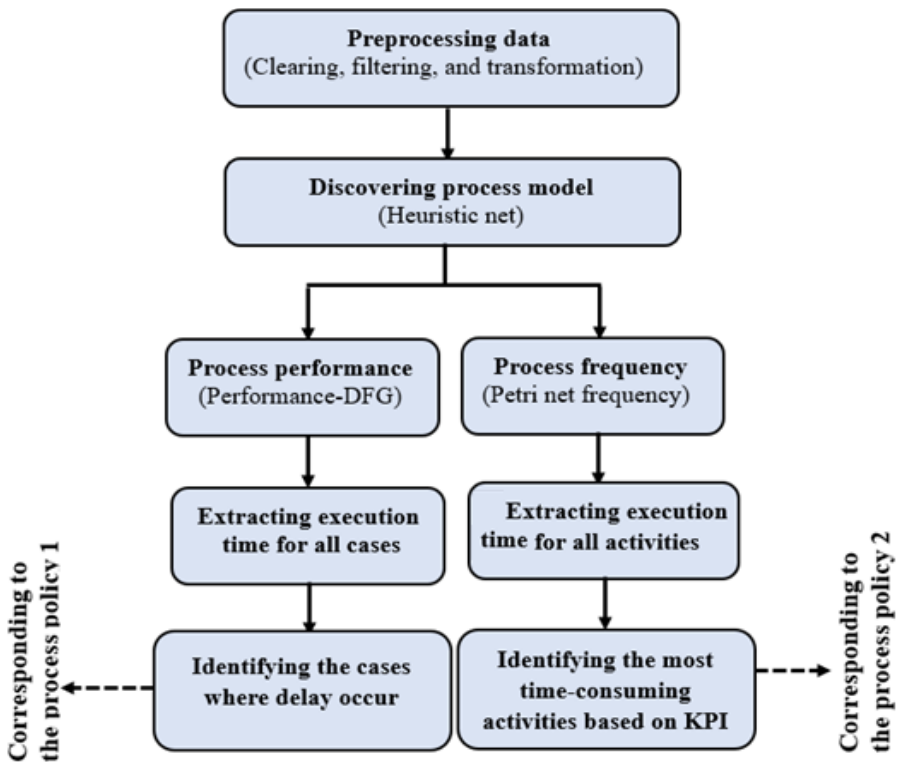 Preprocessing data
(Clearing, filtering, and transformation)
Discovering process model
(Heuristic net)
Process performance
(Performance-DFG)
Process frequency
(Petri net frequency)
Extracting execution
time for all cases
Extracting execution
time for all activities
Identifying the cases
where delay occur
Identifying the most
time-consuming
activities based on KPI
Corresponding to
the process policy 1
Corresponding to
the process policy 2